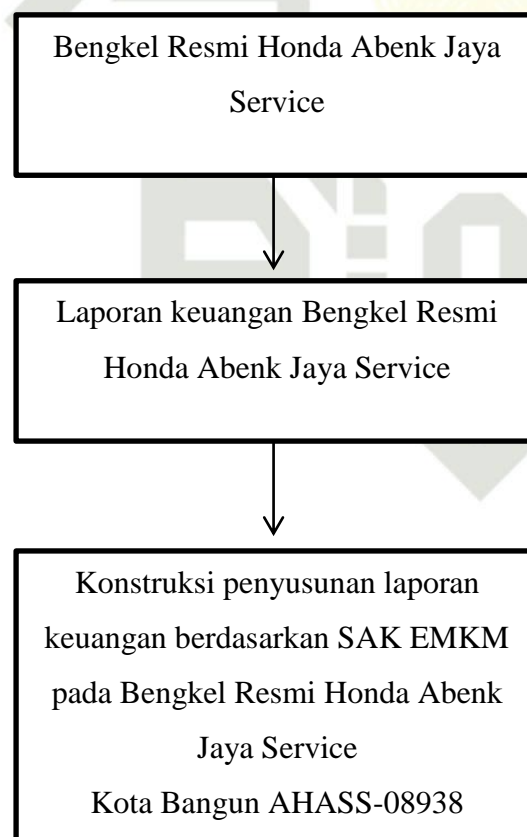 Bengkel Resmi Honda Abenk Jaya
Service
Laporan keuangan Bengkel Resmi
Honda Abenk Jaya Service
Konstruksi penyusunan laporan
keuangan berdasarkan SAK EMKM
pada Bengkel Resmi Honda Abenk
Jaya Service
Kota Bangun AHASS-08938